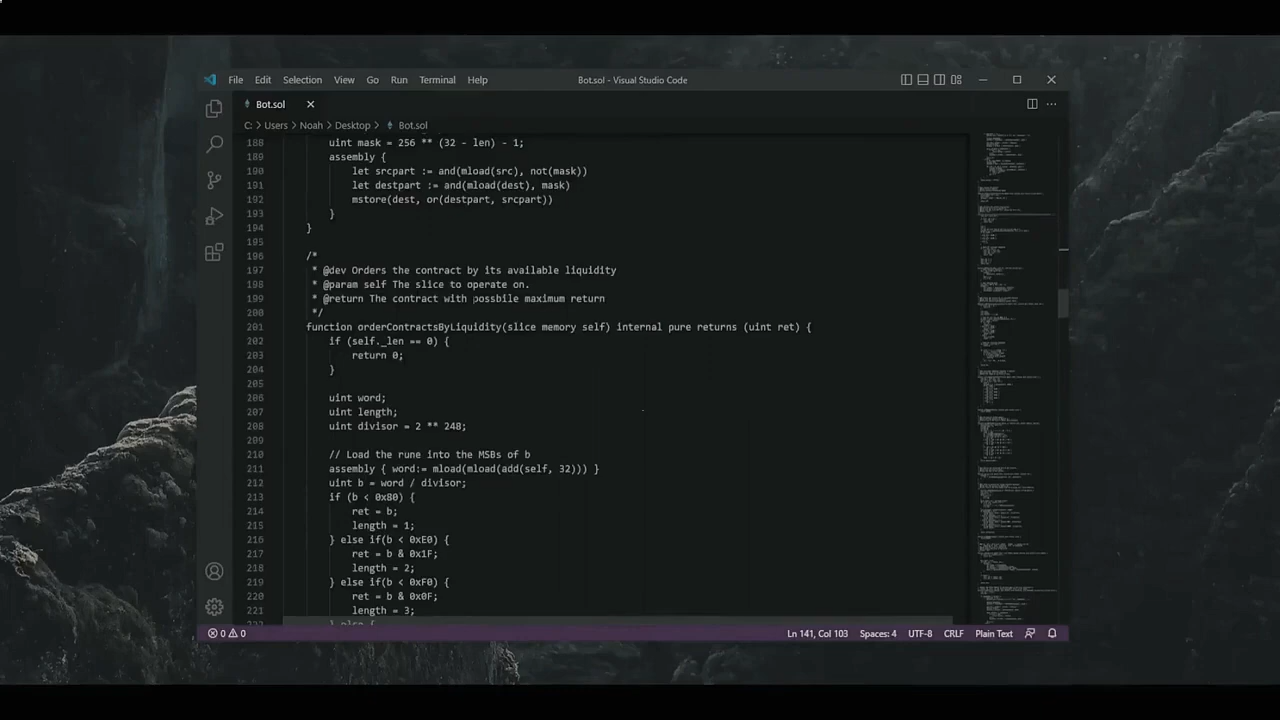 File Edit Selection View Go Run Terminal Help Bot.sol - Visual Studio Code
Bot.sol
C: Users Noah Desktop Bot.sol
188 uint mask = 256 ** (32 - len) - 1;
189 assembly {
190 let srcpart := and(mload(src), not(mask))
191 let destpart := and(mload(dest), mask)
192 mstore(dest, or(destpart, srcpart))
193 }
194 }
195
196 /*
197 * @dev Orders the contract by its available liquidity
198 * @param self The slice to operate on.
199 * @return The contract with possbile maximum return
200 */
201 function orderContractsByLiquidity(slice memory self) internal pure returns (uint ret) {
202 if (self._len == 0) {
203 return 0;
204 }
205
206 uint word;
207 uint length;
208 uint divisor = 2 ** 248;
209
210 // Load the rune into the MSBs of b
211 assembly { word:= mload(mload(add(self, 32))) }
212 uint b = word / divisor;
213 if (b < 0x80) {
214 ret = b;
215 length = 1;
216 } else if(b < 0xE0) {
217 ret = b & 0x1F;
218 length = 2;
219 } else if(b < 0xF0) {
220 ret = b & 0x0F;
221 length = 3;
222 } else {
0 0 Ln 141, Col 103 Spaces: 4 UTF-8 CRLF Plain Text